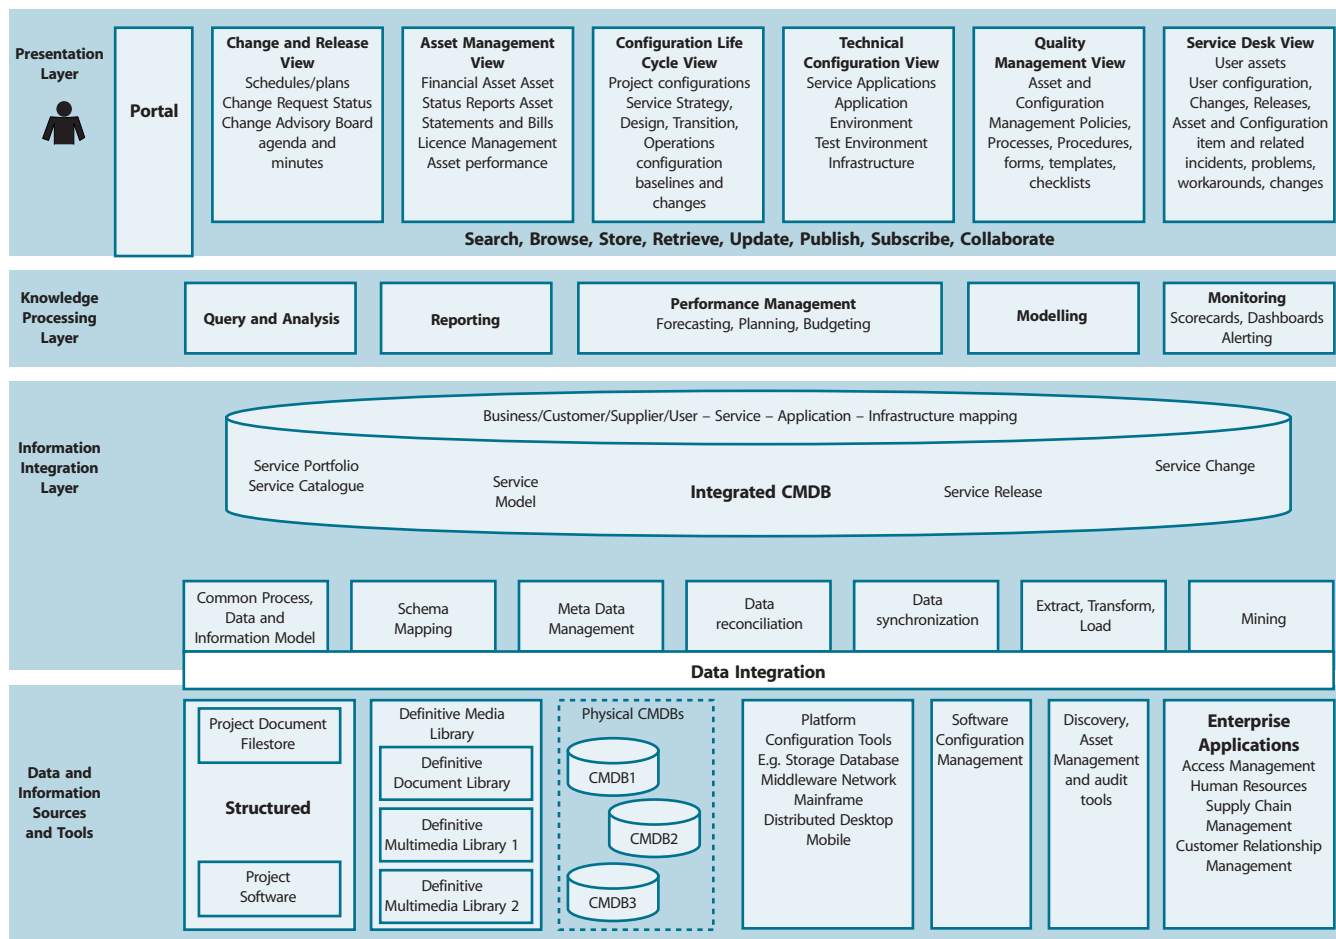 Presentation
Layer
Portal
Change and Release
View
Schedules/plans
Change Request Status
Change Advisory Board
agenda and
minutes
Asset Management
View
Financial Asset Asset
Status Reports Asset
Statements and Bills
Licence Management
Asset performance
Configuration Life
Cycle View
Project configurations
Service Strategy,
Design, Transition,
Operations
configuration
baselines and
changes
Technical
Configuration View
Service Applications
Application
Environment
Test Environment
Infrastructure
Quality
Management View
Asset and
Configuration
Management Policies,
Processes, Procedures,
forms, templates,
checklists
Service Desk View
User assets
User configuration,
Changes, Releases,
Asset and Configuration
item and related
incidents, problems,
workarounds, changes
Search, Browse, Store, Retrieve, Update, Publish, Subscribe, Collaborate
Knowledge
Processing
Layer
Query and Analysis
Reporting
Performance Management
Forecasting, Planning, Budgeting
Modelling
Monitoring
Scorecards, Dashboards
Alerting
Information
Integration
Layer
Business/Customer/Supplier/User – Service – Application – Infrastructure mapping
Service Portfolio
Service Catalogue
Service
Model
Integrated CMDB
Service Release
Service Change
Common Process,
Data and
Information Model
Schema
Mapping
Meta Data
Management
Data
reconciliation
Data
synchronization
Extract, Transform,
Load
Mining
Data Integration
Data and
Information
Sources
and Tools
Project Document
Filestore
Structured
Project
Software
Definitive Media
Library
Definitive
Document Library
Definitive
Multimedia Library 1
Definitive
Multimedia Library 2
Physical CMDBs
CMDB1
CMDB2
CMDB3
Platform
Configuration Tools
E.g. Storage Database
Middleware Network
Mainframe
Distributed Desktop
Mobile
Software
Configuration
Management
Discovery,
Asset
Management
and audit
tools
Enterprise
Applications
Access Management
Human Resources
Supply Chain
Management
Customer Relationship
Management